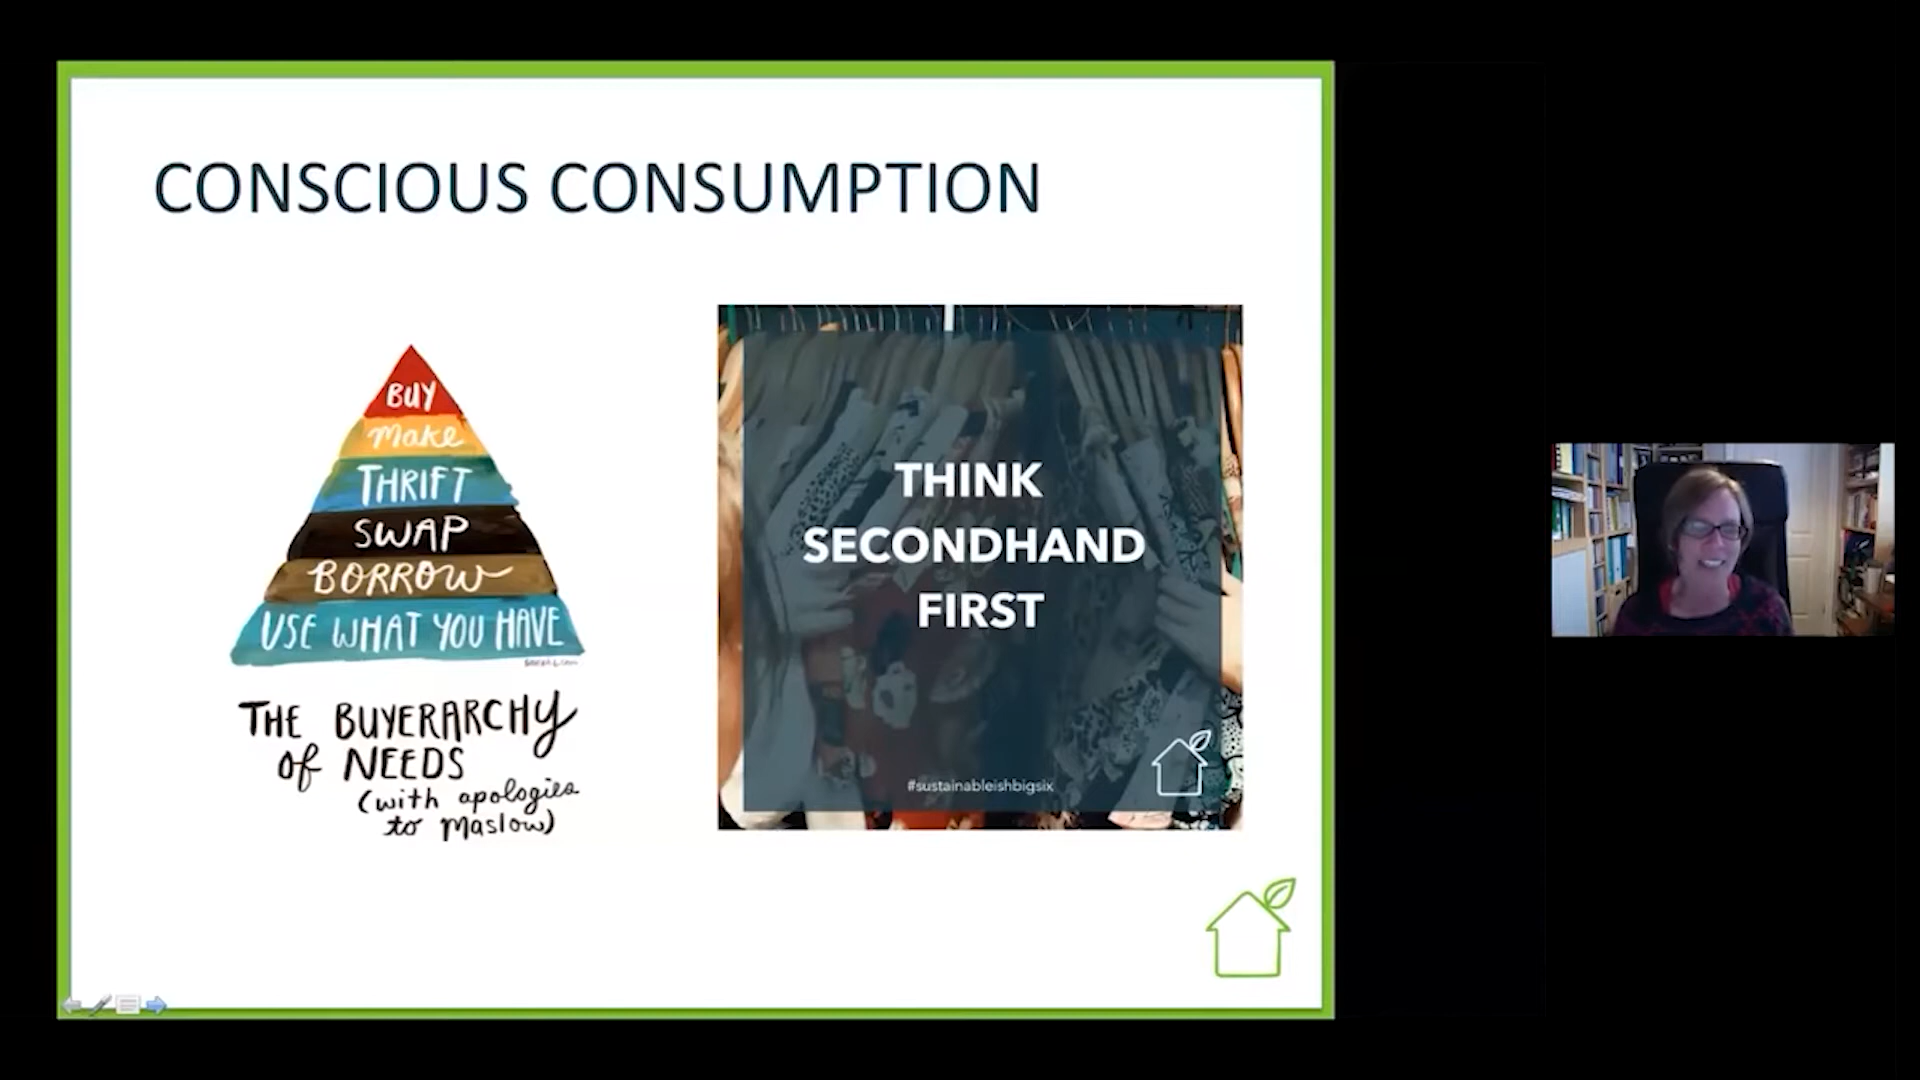 CONSCIOUS CONSUMPTION
BUY
Make
THRIFT
SWAP
BORROW
USE WHAT YOU HAVE
THE BUYERARCHY
of NEEDS
(with apologies
to Maslow)
THINK
SECONDHAND
FIRST
#sustainableishbigsix